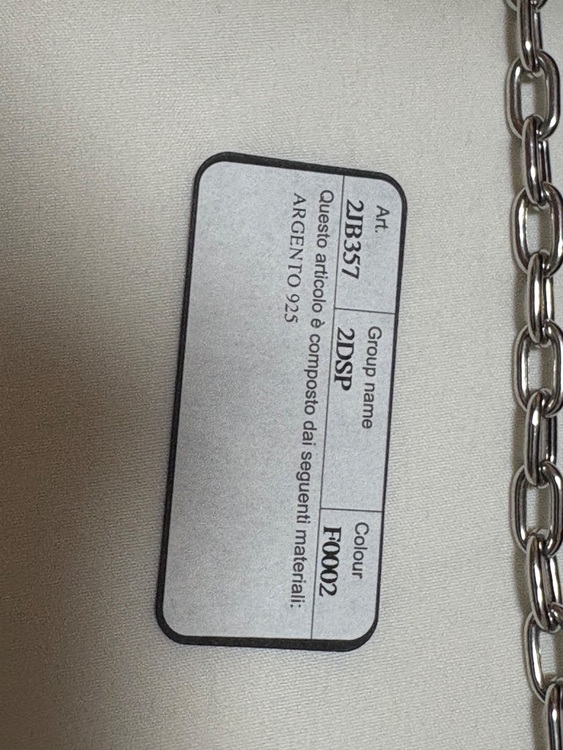 Art. Group name Colour
2JB357 2DSP F0002
Questo articolo è composto dai seguenti materiali:
ARGENTO 925